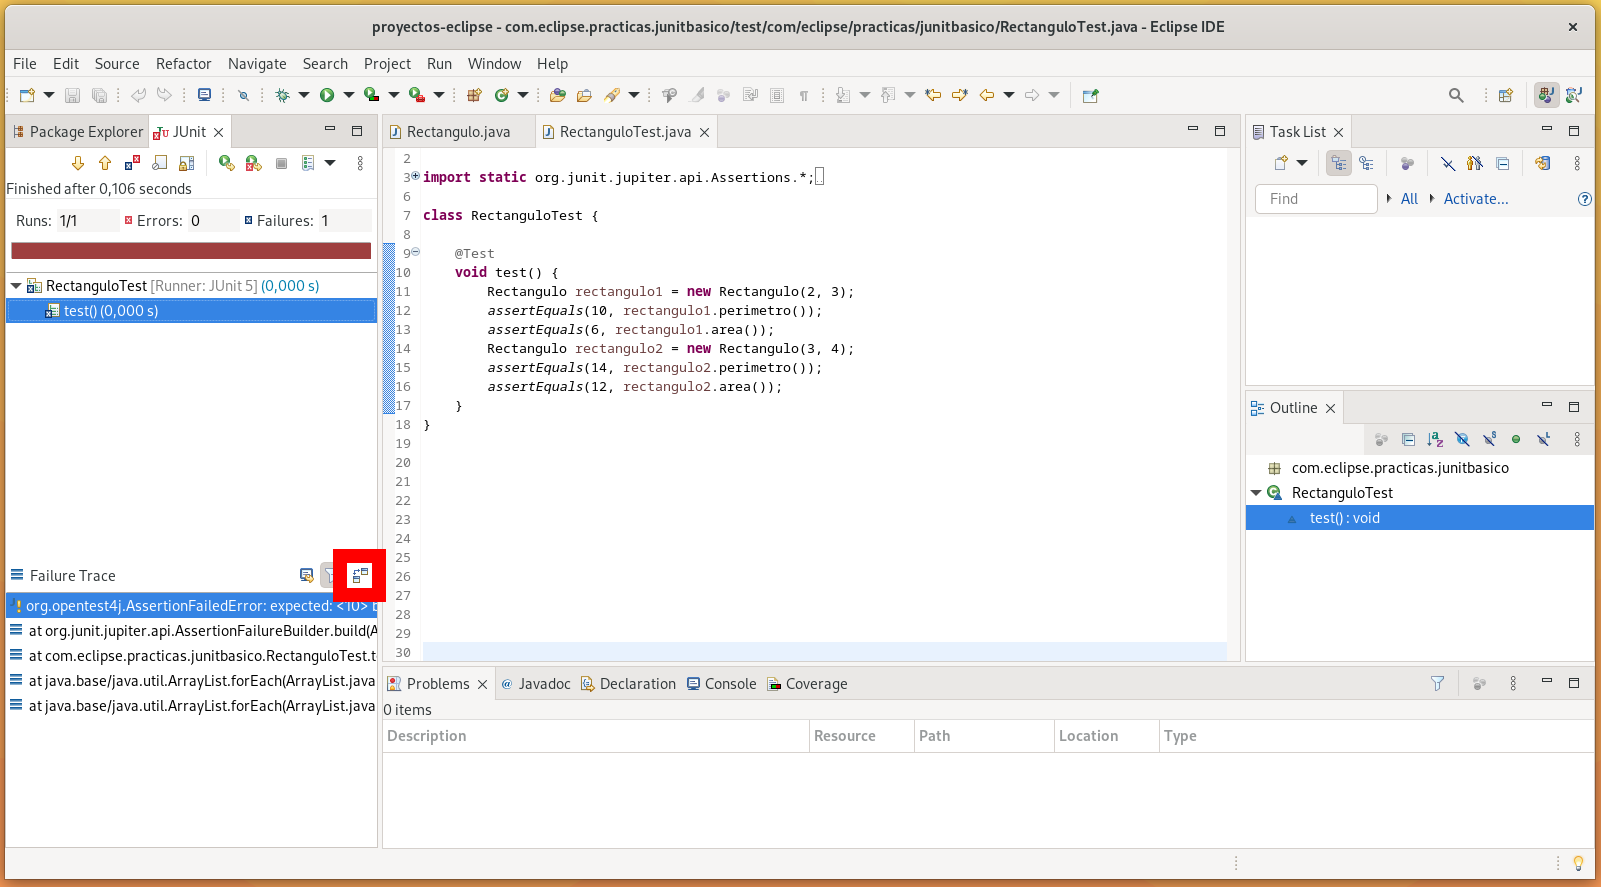 proyectos-eclipse - com.eclipse.practicas.junitbasico/test/com/eclipse/practicas/junitbasico/RectanguloTest.java - Eclipse IDE
File Edit Source Refactor Navigate Search Project Run Window Help
Package Explorer
JUnit
Finished after 0,106 seconds
Runs: 1/1 Errors: 0 Failures: 1
RectanguloTest [Runner: JUnit 5] (0,000 s)
test() (0,000 s)
Failure Trace
org.opentest4j.AssertionFailedError: expected: <10> b
at org.junit.jupiter.api.AssertionFailureBuilder.build(A
at com.eclipse.practicas.junitbasico.RectanguloTest.t
at java.base/java.util.ArrayList.forEach(ArrayList.java
at java.base/java.util.ArrayList.forEach(ArrayList.java
Rectangulo.java
RectanguloTest.java
2
3 import static org.junit.jupiter.api.Assertions.*;
6
7 class RectanguloTest {
8
9 @Test
10 void test() {
11 Rectangulo rectangulo1 = new Rectangulo(2, 3);
12 assertEquals(10, rectangulo1.perimetro());
13 assertEquals(6, rectangulo1.area());
14 Rectangulo rectangulo2 = new Rectangulo(3, 4);
15 assertEquals(14, rectangulo2.perimetro());
16 assertEquals(12, rectangulo2.area());
17 }
18 }
19
20
21
22
23
24
25
26
27
28
29
30
Task List
Find All Activate...
Outline
com.eclipse.practicas.junitbasico
RectanguloTest
test() : void
Problems Javadoc Declaration Console Coverage
0 items
Description Resource Path Location Type